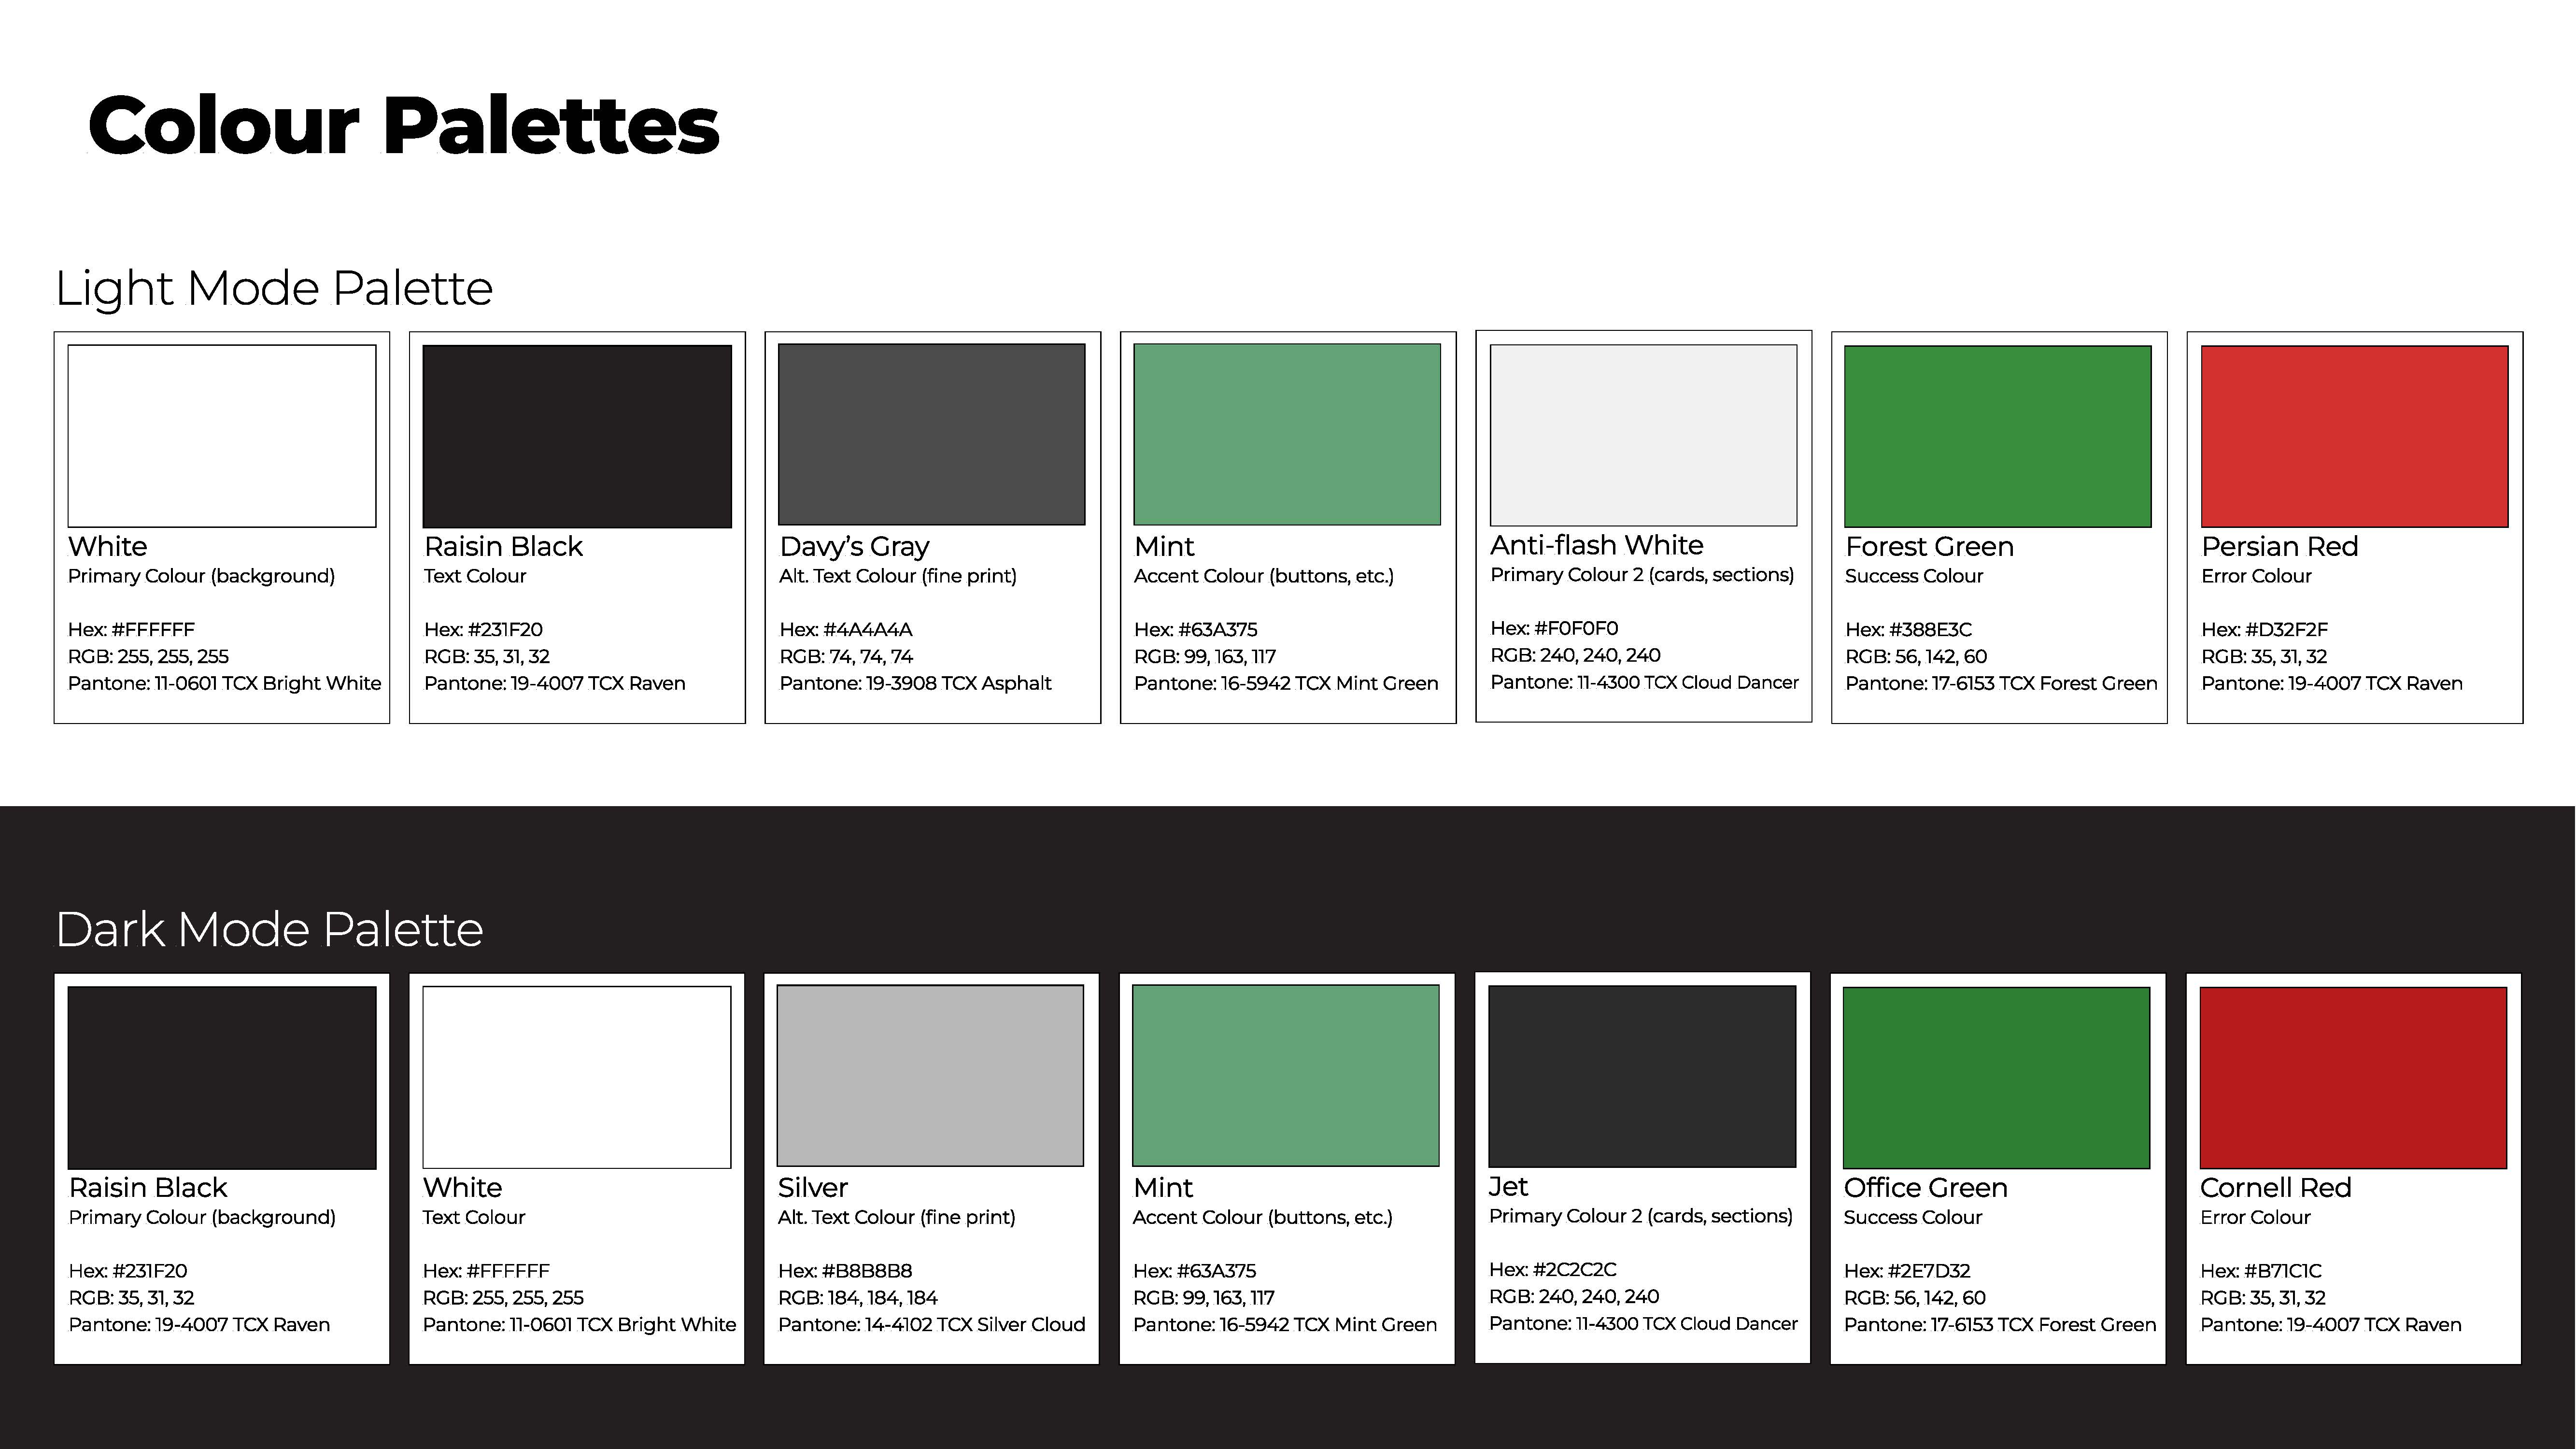 Colour Palettes
Light Mode Palette
White
Primary Colour (background)
Hex: #FFFFFF
RGB: 255, 255, 255
Pantone: 11-0601 TCX Bright White
Raisin Black
Text Colour
Hex: #231F20
RGB: 35, 31, 32
Pantone: 19-4007 TCX Raven
Davy’s Gray
Alt. Text Colour (fine print)
Hex: #4A4A4A
RGB: 74, 74, 74
Pantone: 19-3908 TCX Asphalt
Mint
Accent Colour (buttons, etc.)
Hex: #63A375
RGB: 99, 163, 117
Pantone: 16-5942 TCX Mint Green
Anti-flash White
Primary Colour 2 (cards, sections)
Hex: #F0F0F0
RGB: 240, 240, 240
Pantone: 11-4300 TCX Cloud Dancer
Forest Green
Success Colour
Hex: #388E3C
RGB: 56, 142, 60
Pantone: 17-6153 TCX Forest Green
Persian Red
Error Colour
Hex: #D32F2F
RGB: 35, 31, 32
Pantone: 19-4007 TCX Raven
Dark Mode Palette
Raisin Black
Primary Colour (background)
Hex: #231F20
RGB: 35, 31, 32
Pantone: 19-4007 TCX Raven
White
Text Colour
Hex: #FFFFFF
RGB: 255, 255, 255
Pantone: 11-0601 TCX Bright White
Silver
Alt. Text Colour (fine print)
Hex: #B8B8B8
RGB: 184, 184, 184
Pantone: 14-4102 TCX Silver Cloud
Mint
Accent Colour (buttons, etc.)
Hex: #63A375
RGB: 99, 163, 117
Pantone: 16-5942 TCX Mint Green
Jet
Primary Colour 2 (cards, sections)
Hex: #2C2C2C
RGB: 240, 240, 240
Pantone: 11-4300 TCX Cloud Dancer
Office Green
Success Colour
Hex: #2E7D32
RGB: 56, 142, 60
Pantone: 17-6153 TCX Forest Green
Cornell Red
Error Colour
Hex: #B71C1C
RGB: 35, 31, 32
Pantone: 19-4007 TCX Raven